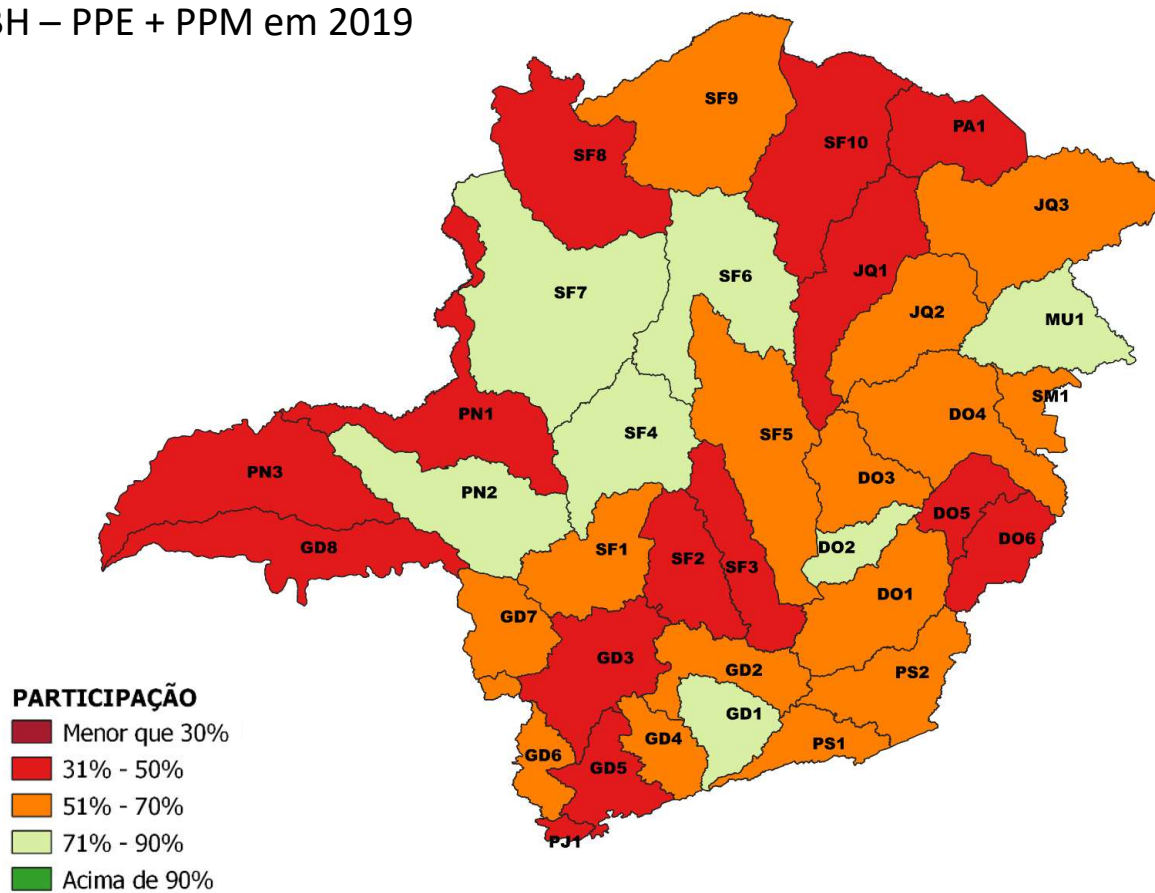 BH – PPE + PPM em 2019
SF9
PA1
SF10
SF8
JQ3
JQ1
SF6
SF7
JQ2
MU1
SM1
PN1
DO4
SF4
SF5
PN3
DO3
PN2
DO5
DO6
GD8
SF1
DO2
SF2
SF3
DO1
GD7
GD3
GD2
PS2
GD1
GD4
PS1
GD6
GD5
PJ1
PARTICIPAÇÃO
Menor que 30%
31% - 50%
51% - 70%
71% - 90%
Acima de 90%